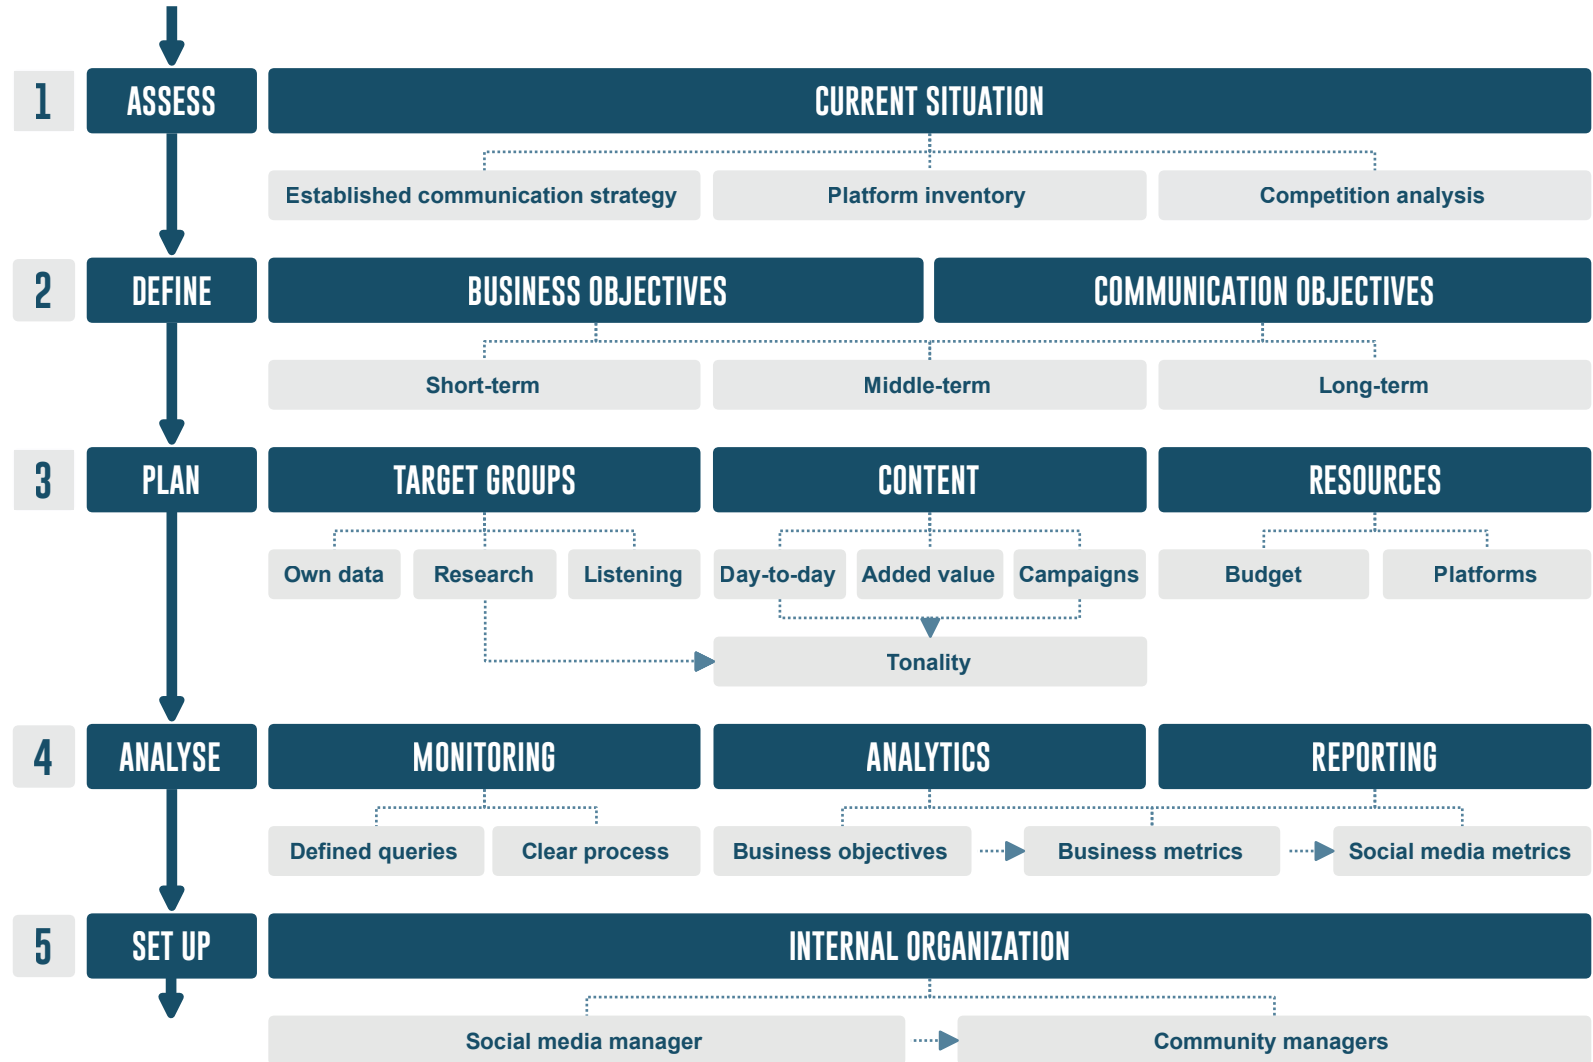 1
ASSESS
CURRENT SITUATION
Established communication strategy
Platform inventory
Competition analysis
2
DEFINE
BUSINESS OBJECTIVES
COMMUNICATION OBJECTIVES
Short-term
Middle-term
Long-term
3
PLAN
TARGET GROUPS
CONTENT
RESOURCES
Own data
Research
Listening
Day-to-day
Added value
Campaigns
Budget
Platforms
Tonality
4
ANALYSE
MONITORING
ANALYTICS
REPORTING
Defined queries
Clear process
Business objectives
Business metrics
Social media metrics
5
SET UP
INTERNAL ORGANIZATION
Social media manager
Community managers